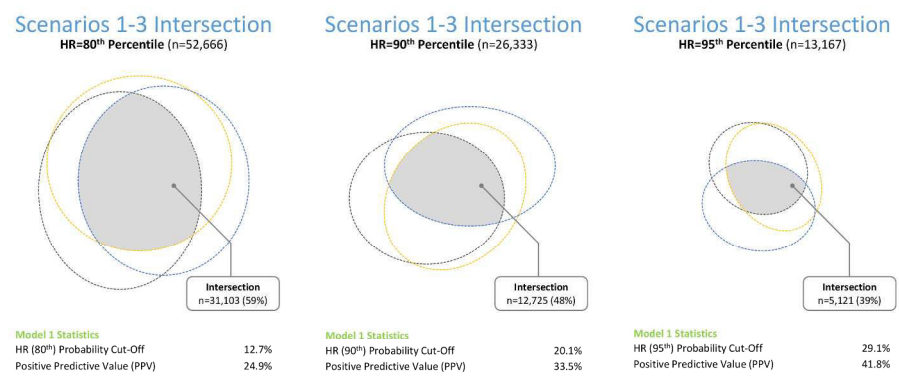 Scenarios 1-3 Intersection
HR=80th Percentile (n=52,666)
Intersection
n=31,103 (59%)
Model 1 Statistics
HR (80th) Probability Cut-Off 12.7%
Positive Predictive Value (PPV) 24.9%
Scenarios 1-3 Intersection
HR=90th Percentile (n=26,333)
Intersection
n=12,725 (48%)
Model 1 Statistics
HR (90th) Probability Cut-Off 20.1%
Positive Predictive Value (PPV) 33.5%
Scenarios 1-3 Intersection
HR=95th Percentile (n=13,167)
Intersection
n=5,121 (39%)
Model 1 Statistics
HR (95th) Probability Cut-Off 29.1%
Positive Predictive Value (PPV) 41.8%